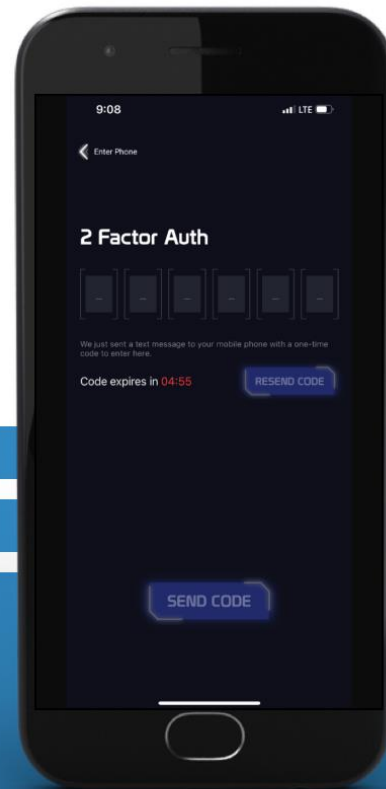 9:08
LTE
Enter Phone
2 Factor Auth
We just sent a text message to your mobile phone with a one-time
code to enter here.
Code expires in 04:55
RESEND CODE
SEND CODE